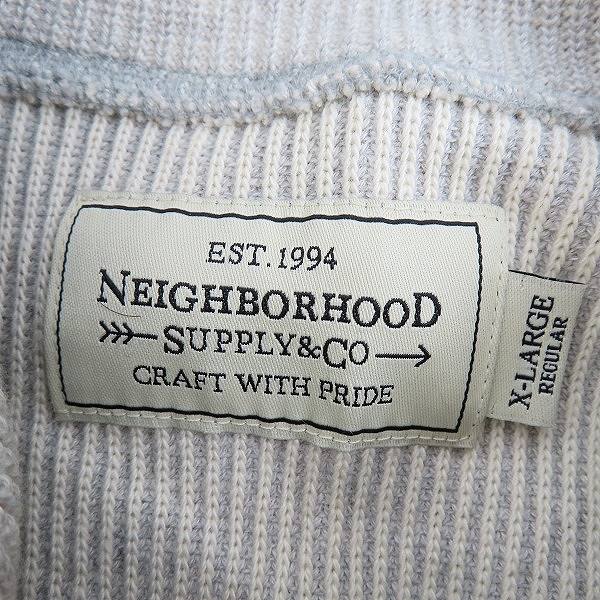 EST. 1994
NEIGHBORHOOD
SUPPLY&CO
CRAFT WITH PRIDE
X-LARGE
REGULAR